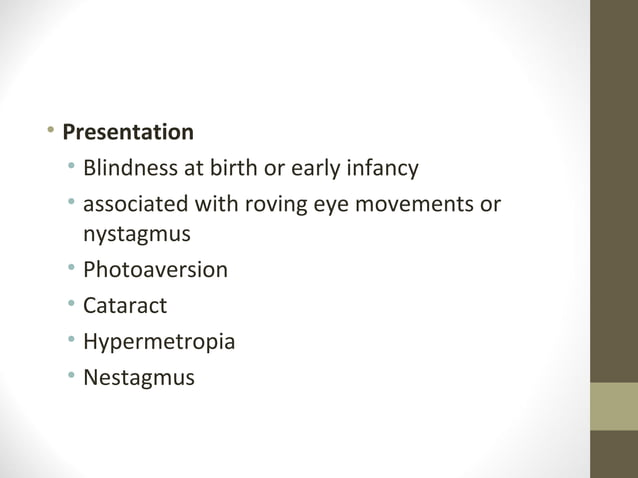 • Presentation
• Blindness at birth or early infancy
• associated with roving eye movements or
nystagmus
• Photoaversion
• Cataract
• Hypermetropia
• Nestagmus